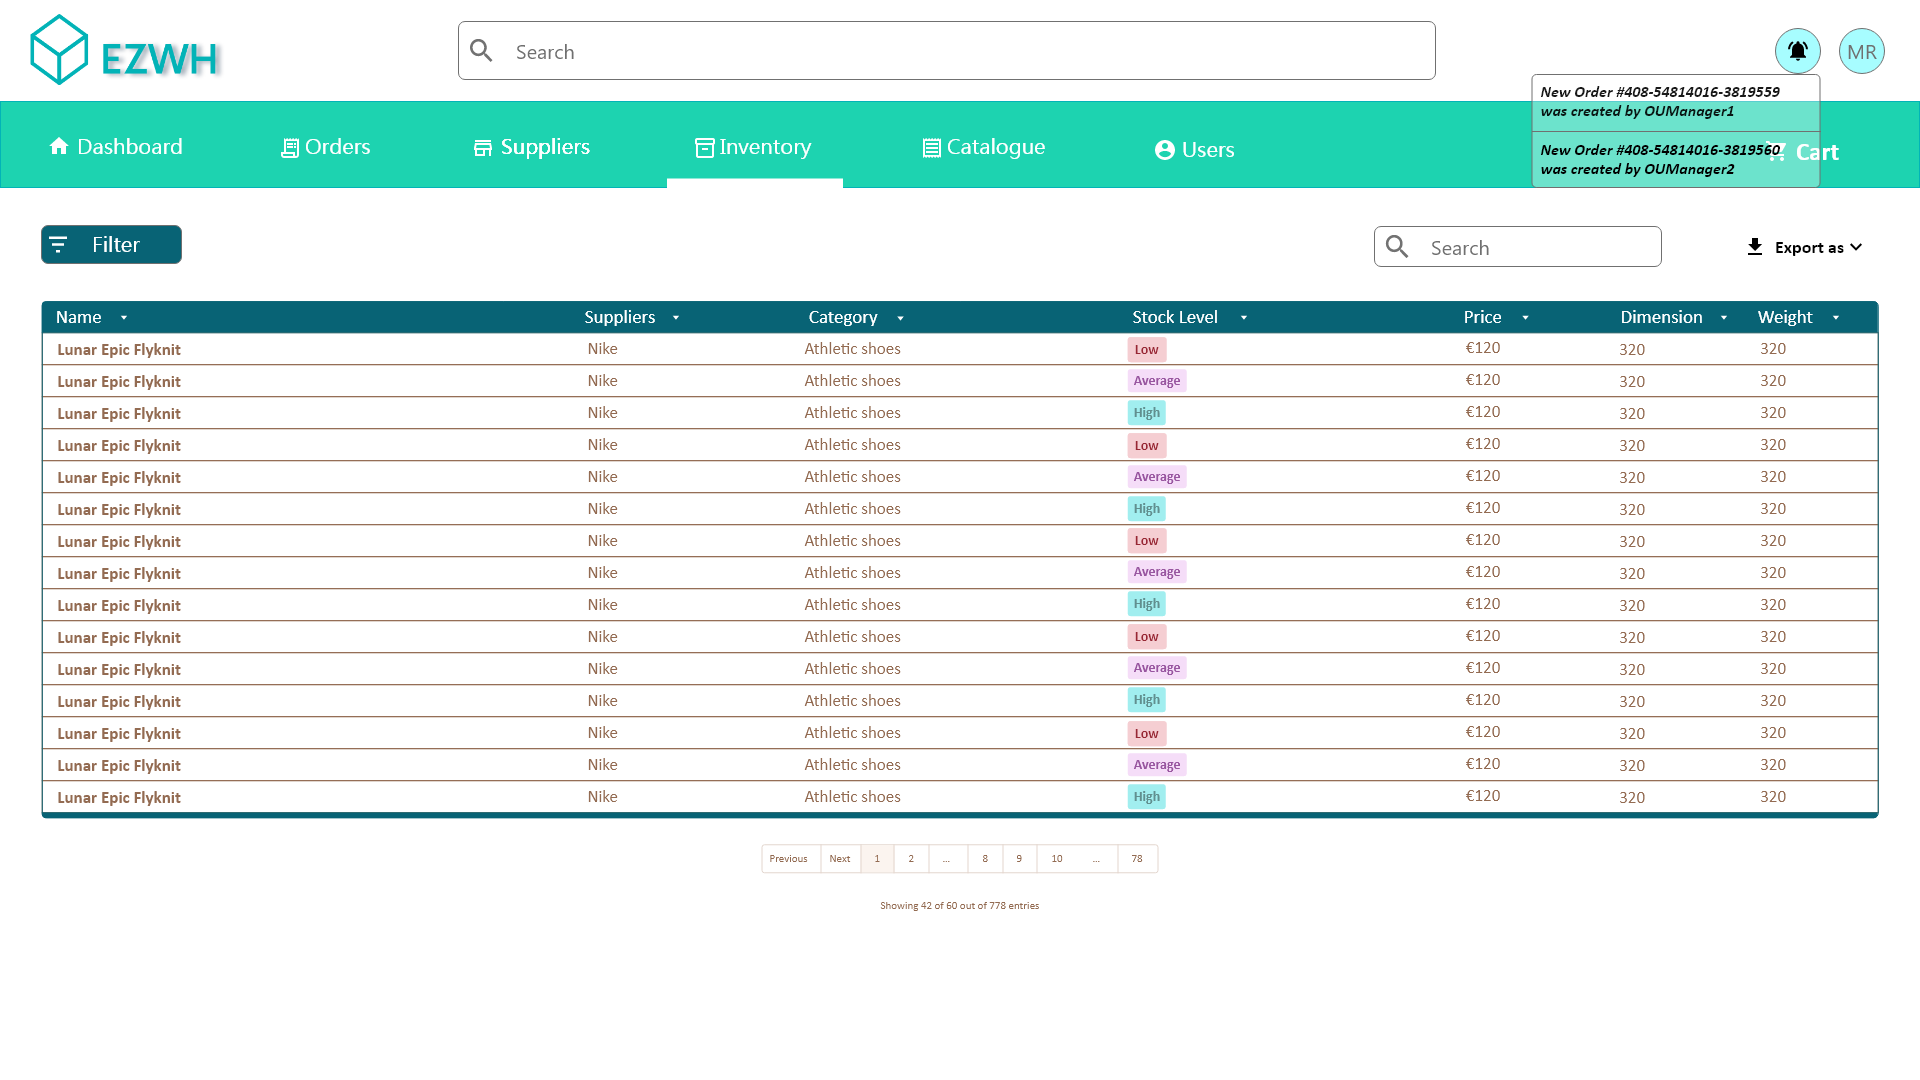 EZWH
Search
MR
New Order #408-54814016-3819559
was created by OUManager1
New Order #408-54814016-3819560
was created by OUManager2
Dashboard
Orders
Suppliers
Inventory
Catalogue
Users
Cart
Filter
Search
Export as
Name Suppliers Category Stock Level Price Dimension Weight
Lunar Epic Flyknit Nike Athletic shoes Low €120 320 320
Lunar Epic Flyknit Nike Athletic shoes Average €120 320 320
Lunar Epic Flyknit Nike Athletic shoes High €120 320 320
Lunar Epic Flyknit Nike Athletic shoes Low €120 320 320
Lunar Epic Flyknit Nike Athletic shoes Average €120 320 320
Lunar Epic Flyknit Nike Athletic shoes High €120 320 320
Lunar Epic Flyknit Nike Athletic shoes Low €120 320 320
Lunar Epic Flyknit Nike Athletic shoes Average €120 320 320
Lunar Epic Flyknit Nike Athletic shoes High €120 320 320
Lunar Epic Flyknit Nike Athletic shoes Low €120 320 320
Lunar Epic Flyknit Nike Athletic shoes Average €120 320 320
Lunar Epic Flyknit Nike Athletic shoes High €120 320 320
Lunar Epic Flyknit Nike Athletic shoes Low €120 320 320
Lunar Epic Flyknit Nike Athletic shoes Average €120 320 320
Lunar Epic Flyknit Nike Athletic shoes High €120 320 320
Previous Next 1 2 ... 8 9 10 ... 78
Showing 42 of 60 out of 778 entries